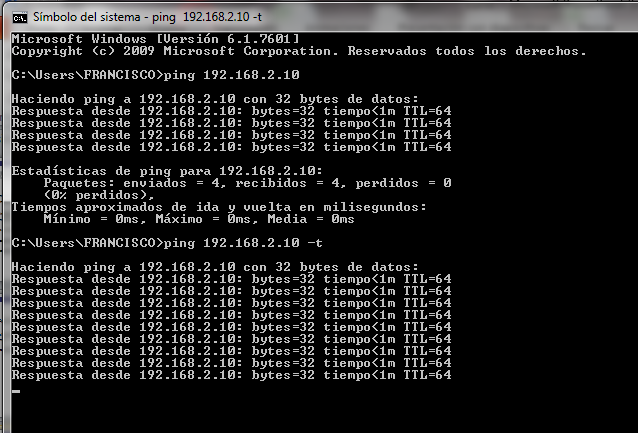 Símbolo del sistema - ping 192.168.2.10 -t
Microsoft Windows [Versión 6.1.7601]
Copyright (c) 2009 Microsoft Corporation. Reservados todos los derechos.
C:\Users\FRANCISCO>ping 192.168.2.10
Haciendo ping a 192.168.2.10 con 32 bytes de datos:
Respuesta desde 192.168.2.10: bytes=32 tiempo<1m TTL=64
Respuesta desde 192.168.2.10: bytes=32 tiempo<1m TTL=64
Respuesta desde 192.168.2.10: bytes=32 tiempo<1m TTL=64
Respuesta desde 192.168.2.10: bytes=32 tiempo<1m TTL=64
Estadísticas de ping para 192.168.2.10:
Paquetes: enviados = 4, recibidos = 4, perdidos = 0
(0% perdidos),
Tiempos aproximados de ida y vuelta en milisegundos:
Mínimo = 0ms, Máximo = 0ms, Media = 0ms
C:\Users\FRANCISCO>ping 192.168.2.10 -t
Haciendo ping a 192.168.2.10 con 32 bytes de datos:
Respuesta desde 192.168.2.10: bytes=32 tiempo<1m TTL=64
Respuesta desde 192.168.2.10: bytes=32 tiempo<1m TTL=64
Respuesta desde 192.168.2.10: bytes=32 tiempo<1m TTL=64
Respuesta desde 192.168.2.10: bytes=32 tiempo<1m TTL=64
Respuesta desde 192.168.2.10: bytes=32 tiempo<1m TTL=64
Respuesta desde 192.168.2.10: bytes=32 tiempo<1m TTL=64
Respuesta desde 192.168.2.10: bytes=32 tiempo<1m TTL=64
Respuesta desde 192.168.2.10: bytes=32 tiempo<1m TTL=64
Respuesta desde 192.168.2.10: bytes=32 tiempo<1m TTL=64